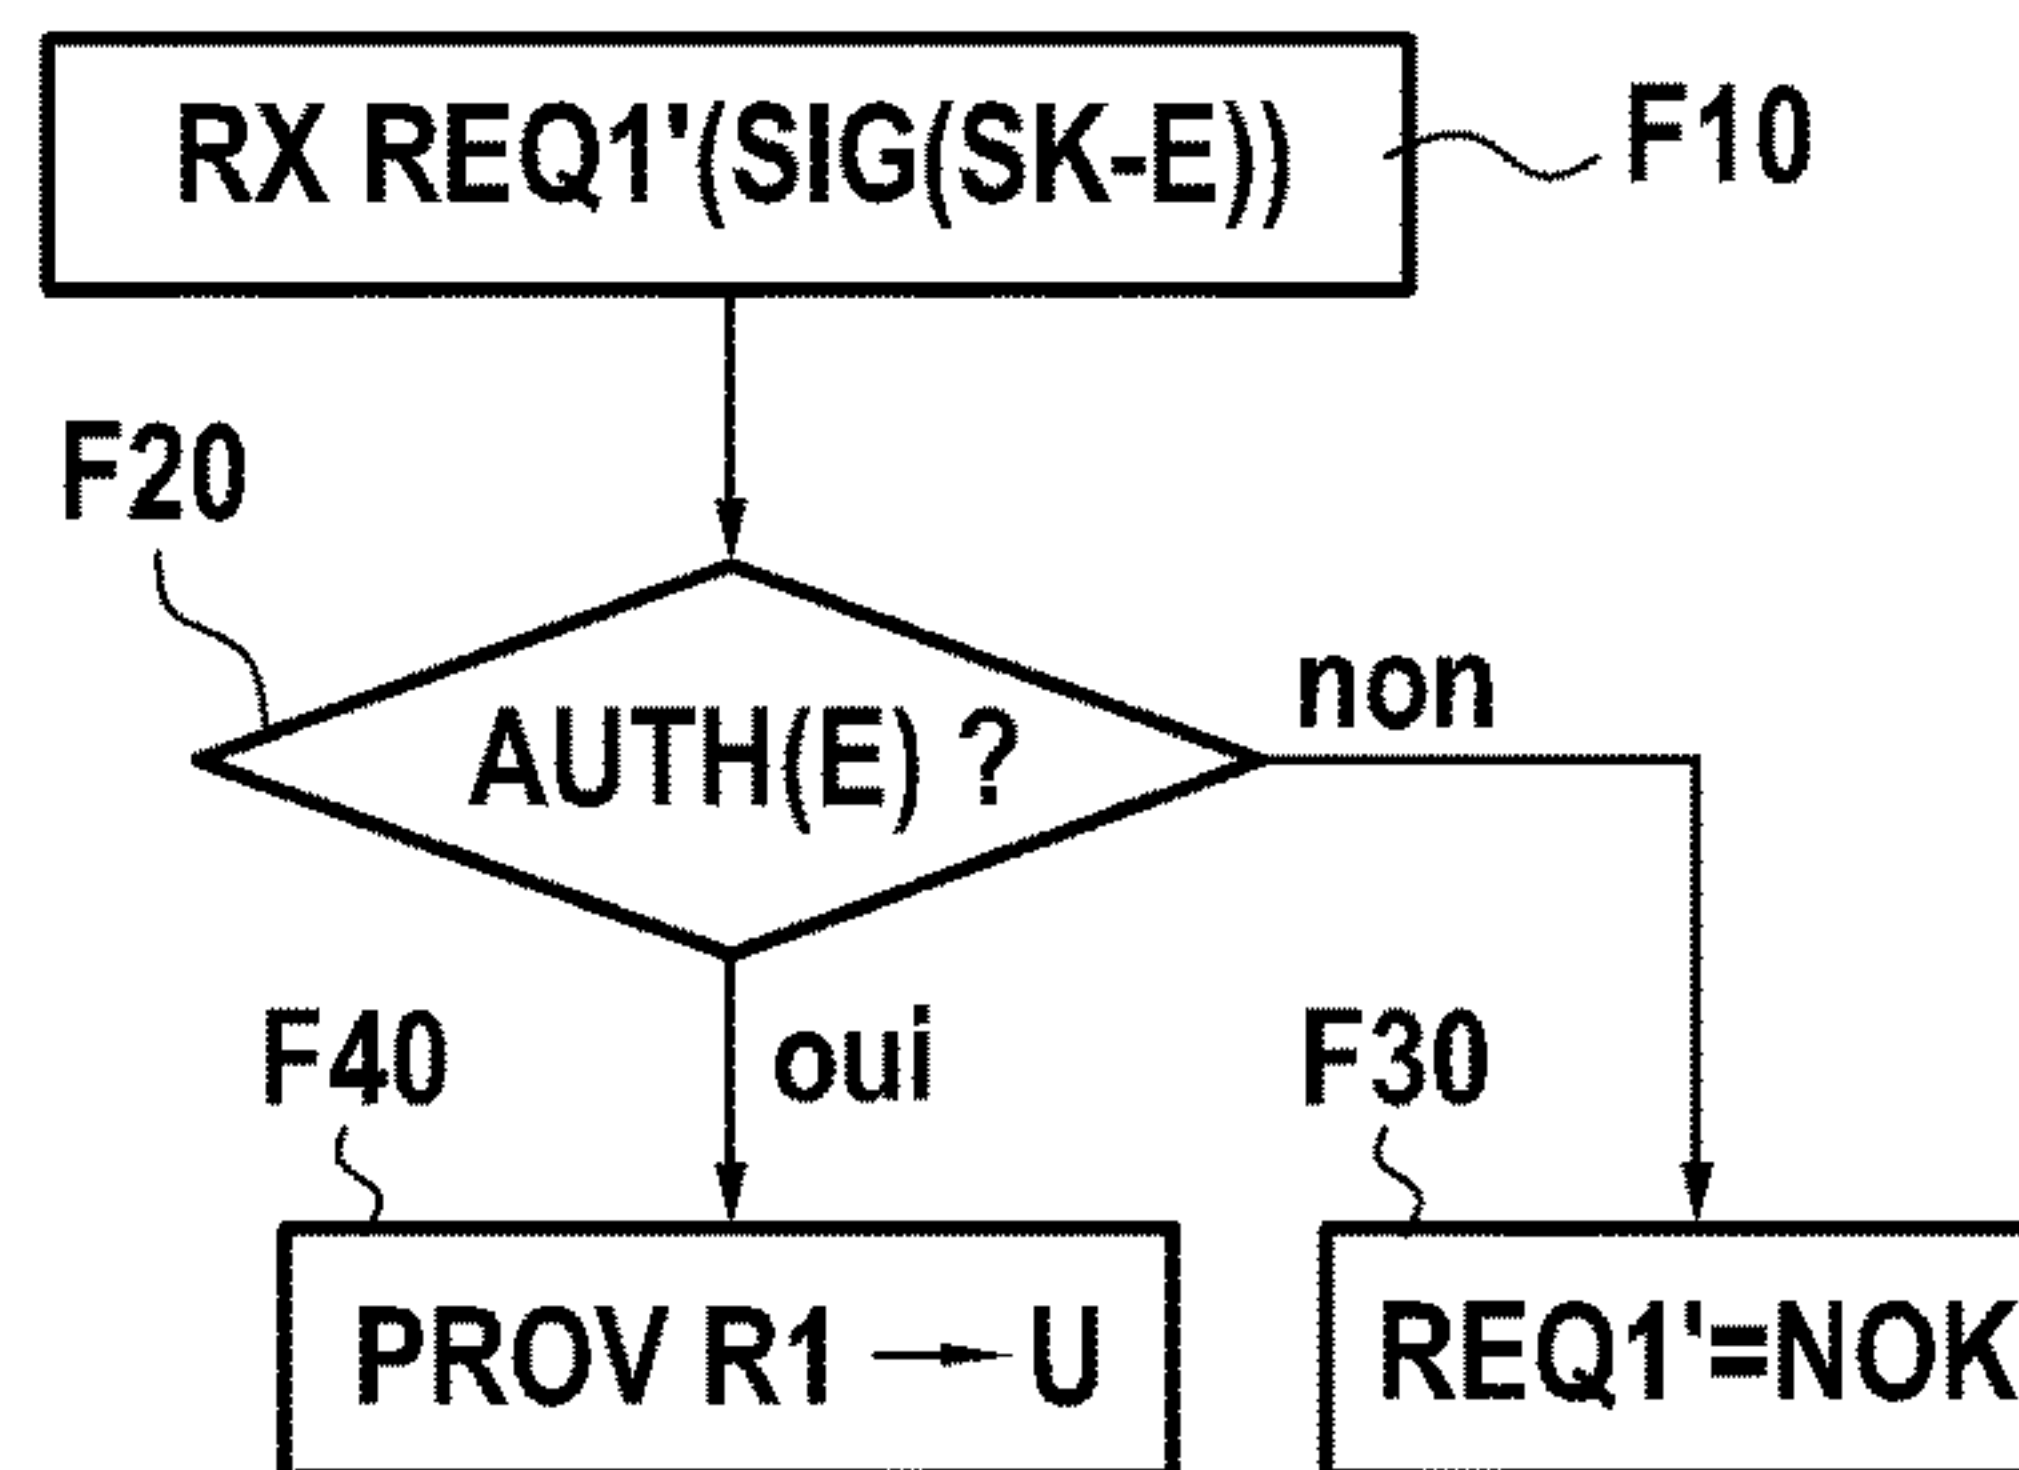 RX REQ1'(SIG(SK-E))
F10
F20
AUTH(E) ?
non
F40
oui
F30
PROV R1 → U
REQ1'=NOK